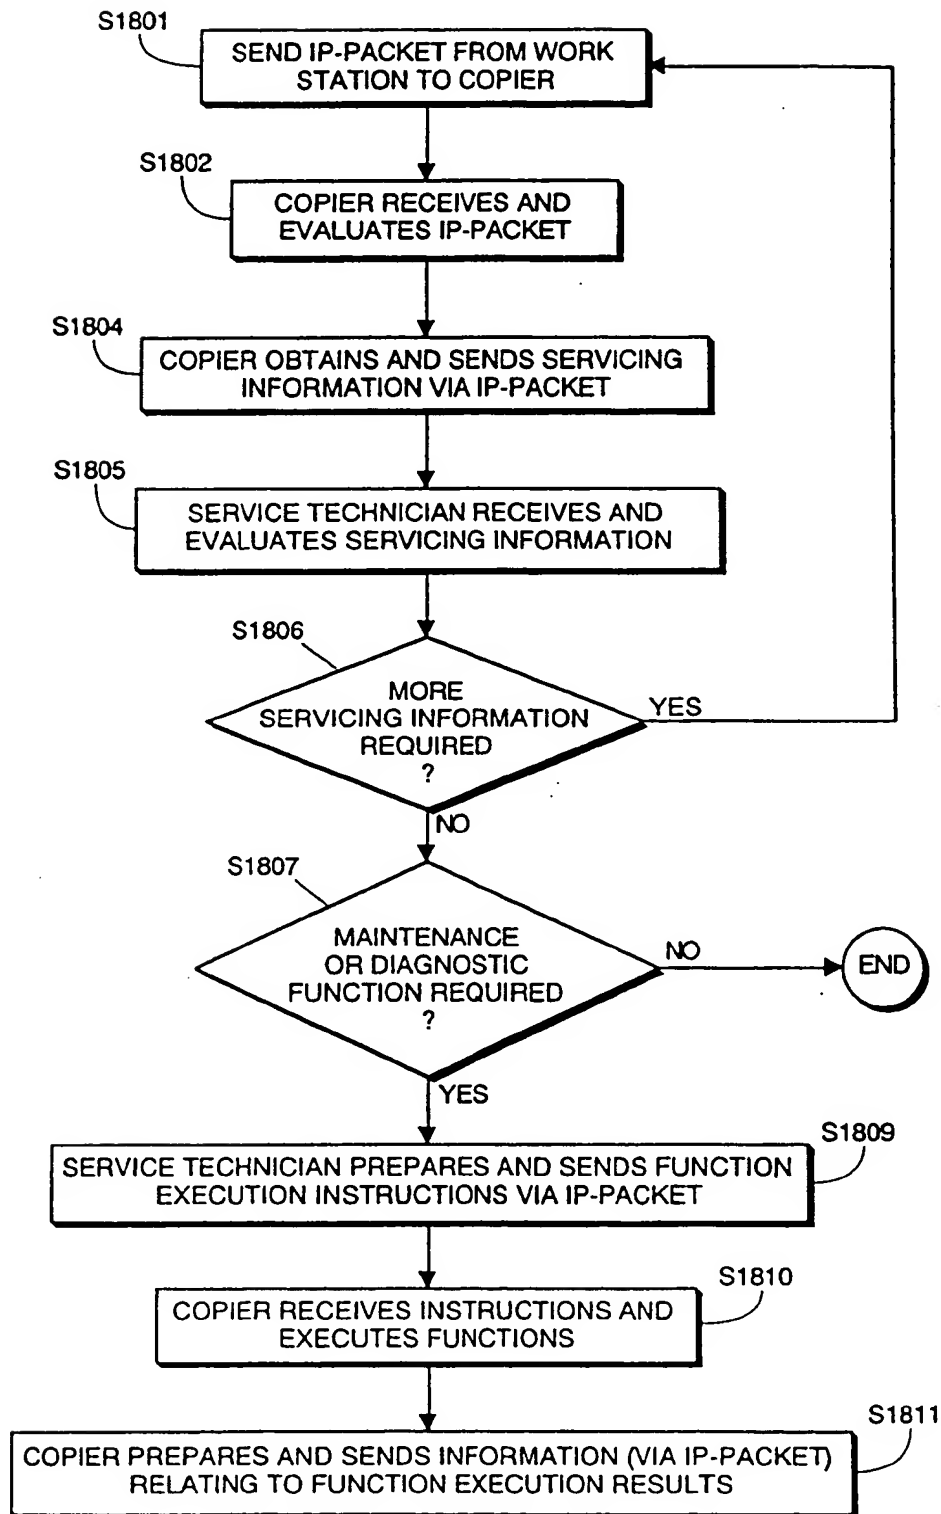 S1801
SEND IP-PACKET FROM WORK
STATION TO COPIER
S1802
COPIER RECEIVES AND
EVALUATES IP-PACKET
S1804
COPIER OBTAINS AND SENDS SERVICING
INFORMATION VIA IP-PACKET
S1805
SERVICE TECHNICIAN RECEIVES AND
EVALUATES SERVICING INFORMATION
S1806
MORE
SERVICING INFORMATION
REQUIRED
?
YES
NO
S1807
MAINTENANCE
OR DIAGNOSTIC
FUNCTION REQUIRED
?
NO
END
YES
S1809
SERVICE TECHNICIAN PREPARES AND SENDS FUNCTION
EXECUTION INSTRUCTIONS VIA IP-PACKET
S1810
COPIER RECEIVES INSTRUCTIONS AND
EXECUTES FUNCTIONS
S1811
COPIER PREPARES AND SENDS INFORMATION (VIA IP-PACKET)
RELATING TO FUNCTION EXECUTION RESULTS